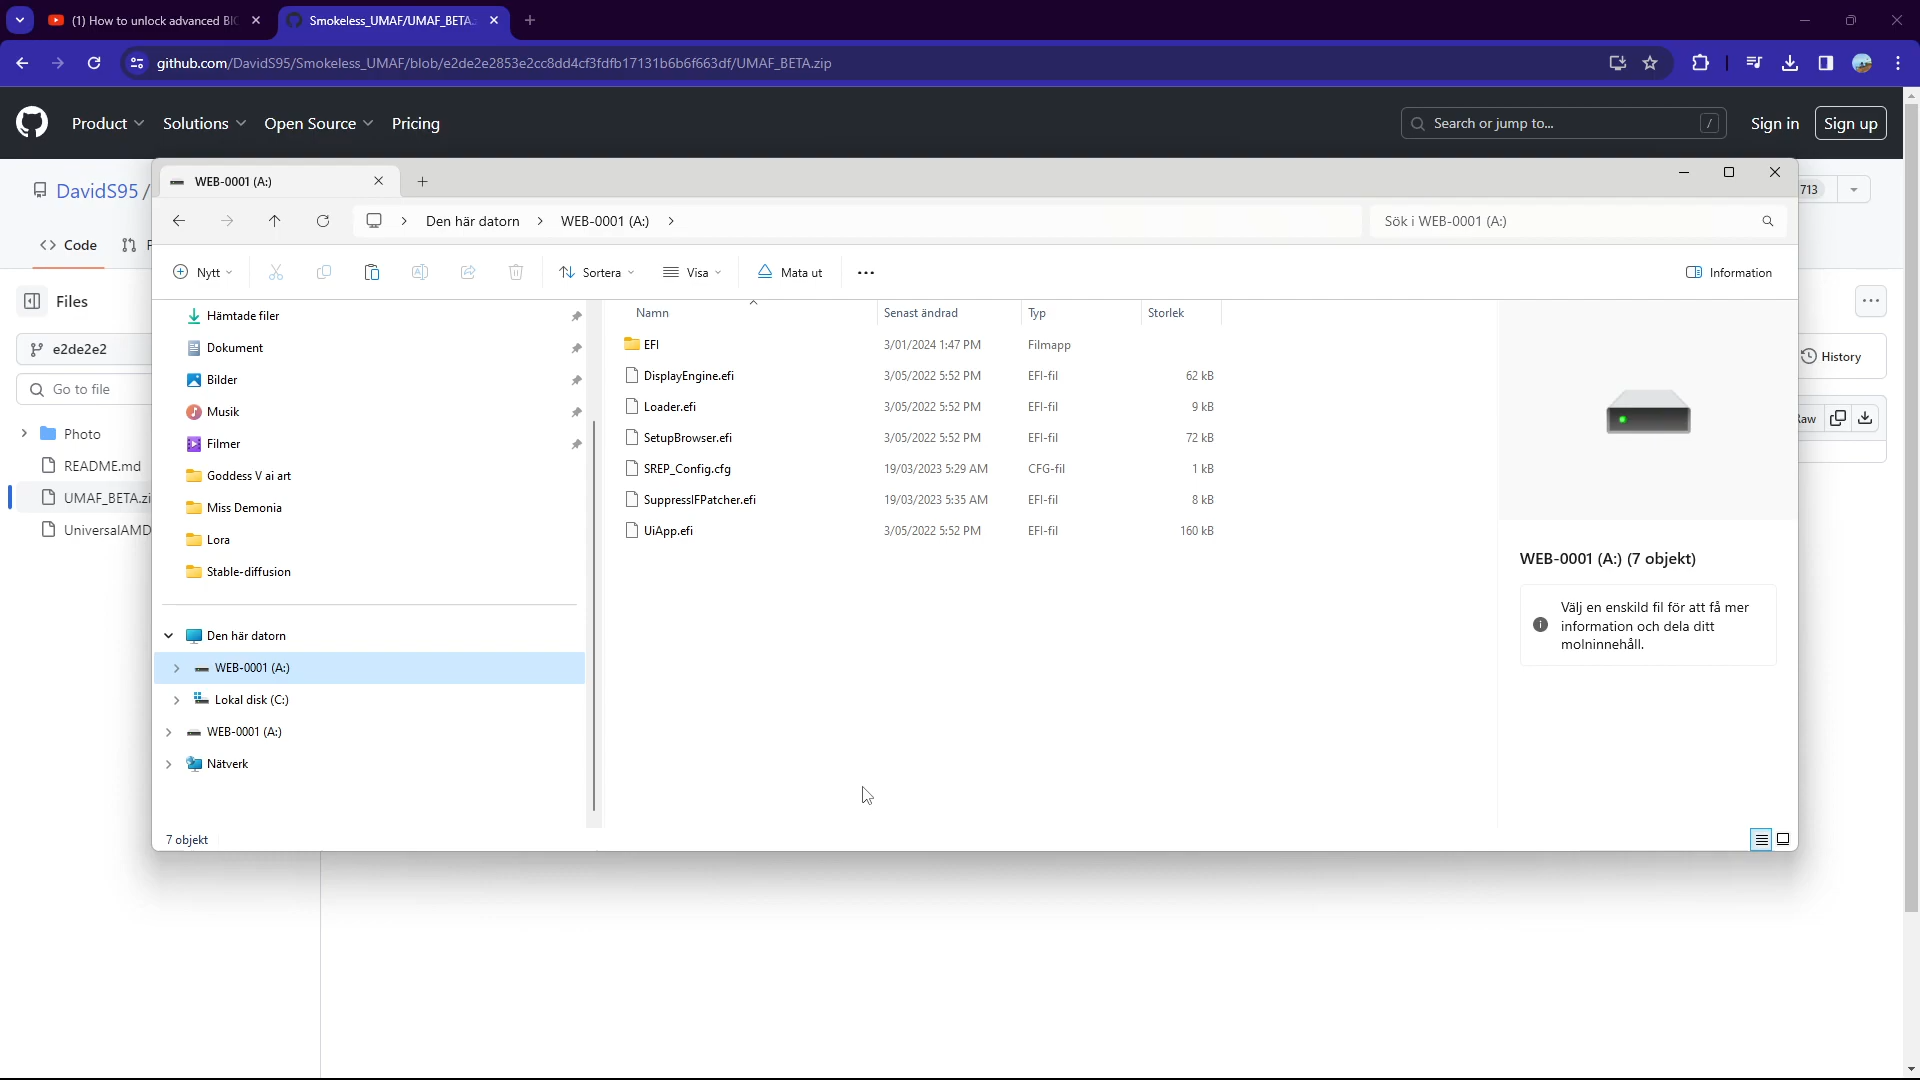 (1) How to unlock advanced BIO
Smokeless_UMAF/UMAF_BETA.
github.com/DavidS95/Smokeless_UMAF/blob/e2de2e2853e2cc8dd4cf3fdfb17131b6b6f663df/UMAF_BETA.zip
Product
Solutions
Open Source
Pricing
Search or jump to...
/
Sign in
Sign up
DavidS95 /
713
Code
Files
e2de2e2
Go to file
Photo
README.md
UMAF_BETA.zi
UniversalAMD
History
Raw
WEB-0001 (A:)
Den här datorn
WEB-0001 (A:)
Sök i WEB-0001 (A:)
Nytt
Sortera
Visa
Mata ut
Information
Hämtade filer
Dokument
Bilder
Musik
Filmer
Goddess V ai art
Miss Demonia
Lora
Stable-diffusion
Den här datorn
WEB-0001 (A:)
Lokal disk (C:)
WEB-0001 (A:)
Nätverk
Namn Senast ändrad Typ Storlek
EFI 3/01/2024 1:47 PM Filmapp
DisplayEngine.efi 3/05/2022 5:52 PM EFI-fil 62 kB
Loader.efi 3/05/2022 5:52 PM EFI-fil 9 kB
SetupBrowser.efi 3/05/2022 5:52 PM EFI-fil 72 kB
SREP_Config.cfg 19/03/2023 5:29 AM CFG-fil 1 kB
SuppressIFPatcher.efi 19/03/2023 5:35 AM EFI-fil 8 kB
UiApp.efi 3/05/2022 5:52 PM EFI-fil 160 kB
WEB-0001 (A:) (7 objekt)
Välj en enskild fil för att få mer
information och dela ditt
molninnehåll.
7 objekt